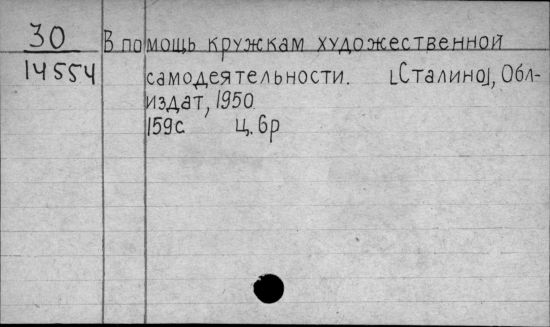 30
14554
В помощь кружкам художественной
самодеятельности. [Сталино], Обл-
издат, 1950
159с ц. 6р